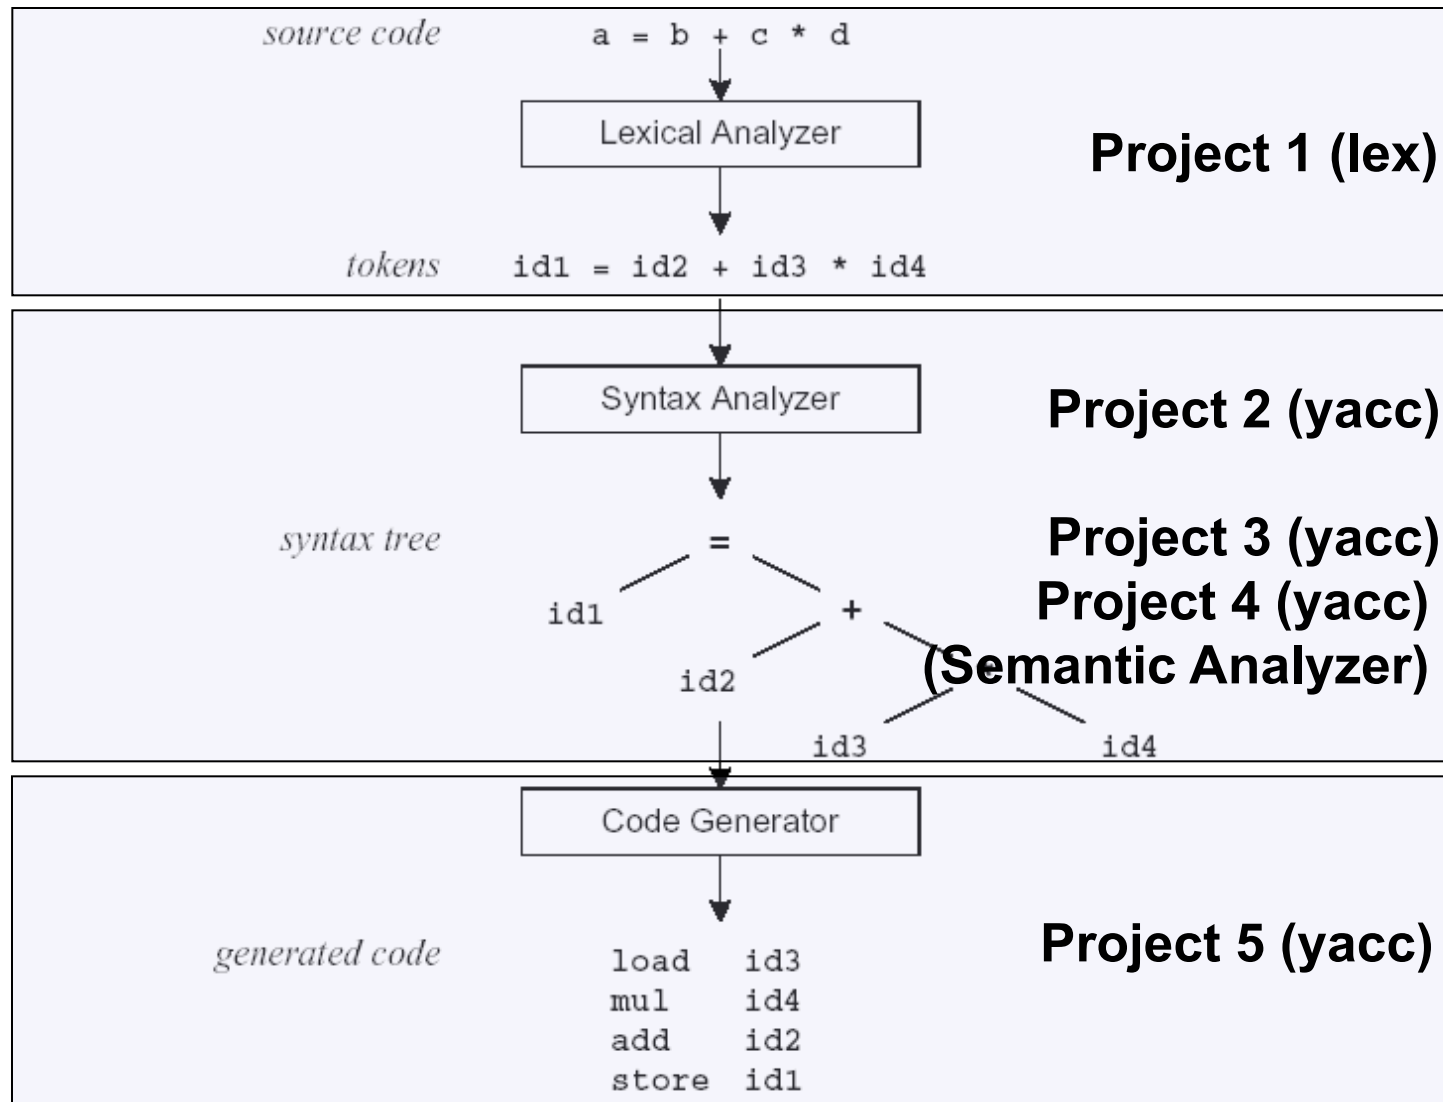 source code a = b + c * d
Lexical Analyzer
Project 1 (lex)
tokens id1 = id2 + id3 * id4
Syntax Analyzer
Project 2 (yacc)
syntax tree =
Project 3 (yacc)
id1 +
Project 4 (yacc)
id2
(Semantic Analyzer)
id3 id4
Code Generator
Project 5 (yacc)
generated code
load id3
mul id4
add id2
store id1